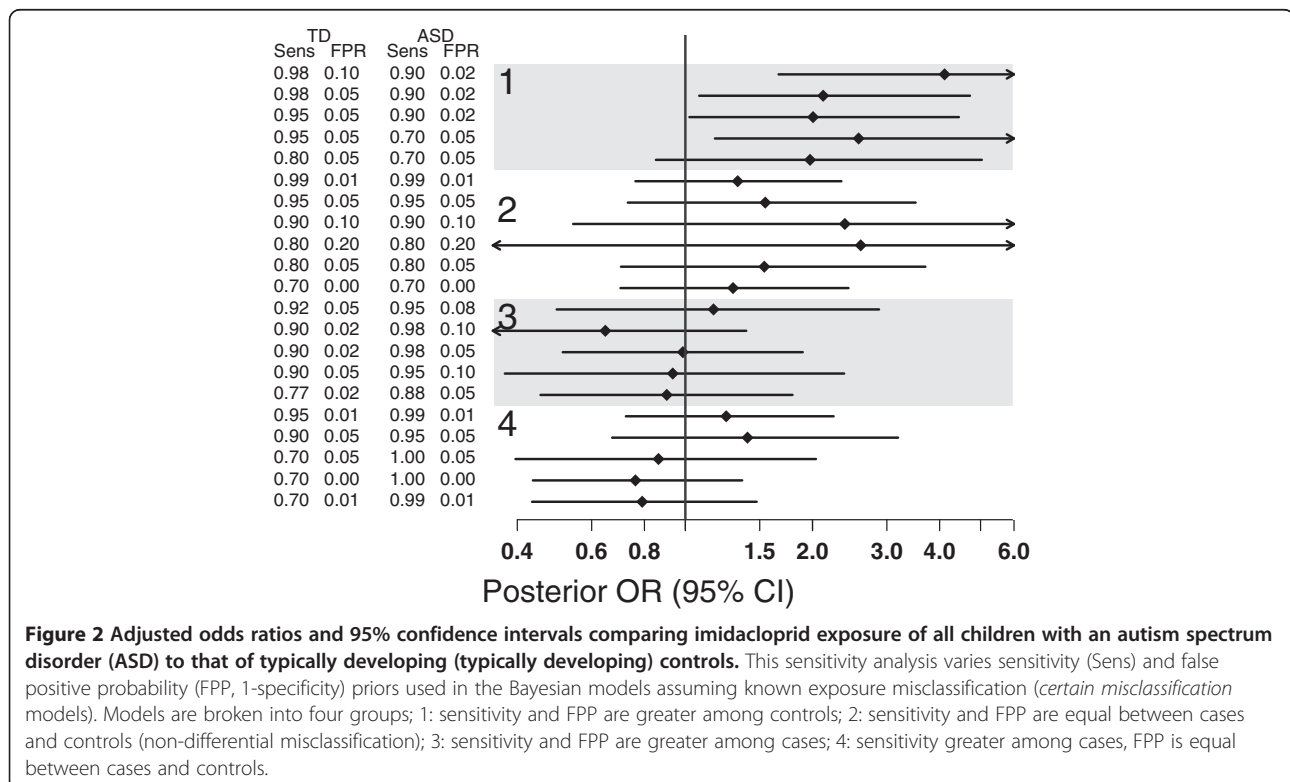 TD ASD
Sens FPR Sens FPR
0.98 0.10 0.90 0.02
0.98 0.05 0.90 0.02
0.95 0.05 0.90 0.02
0.95 0.05 0.70 0.05
0.80 0.05 0.70 0.05
0.99 0.01 0.99 0.01
0.95 0.05 0.95 0.05
0.90 0.10 0.90 0.10
0.80 0.20 0.80 0.20
0.80 0.05 0.80 0.05
0.70 0.00 0.70 0.00
0.92 0.05 0.95 0.08
0.90 0.02 0.98 0.10
0.90 0.02 0.98 0.05
0.90 0.05 0.95 0.10
0.77 0.02 0.88 0.05
0.95 0.01 0.99 0.01
0.90 0.05 0.95 0.05
0.70 0.05 1.00 0.05
0.70 0.00 1.00 0.00
0.70 0.01 0.99 0.01
1
2
3
4
0.4 0.6 0.8 1.5 2.0 3.0 4.0 6.0
Posterior OR (95% CI)
Figure 2 Adjusted odds ratios and 95% confidence intervals comparing imidacloprid exposure of all children with an autism spectrum
disorder (ASD) to that of typically developing (typically developing) controls. This sensitivity analysis varies sensitivity (Sens) and false
positive probability (FPP, 1-specificity) priors used in the Bayesian models assuming known exposure misclassification (certain misclassification
models). Models are broken into four groups; 1: sensitivity and FPP are greater among controls; 2: sensitivity and FPP are equal between cases
and controls (non-differential misclassification); 3: sensitivity and FPP are greater among cases; 4: sensitivity greater among cases, FPP is equal
between cases and controls.